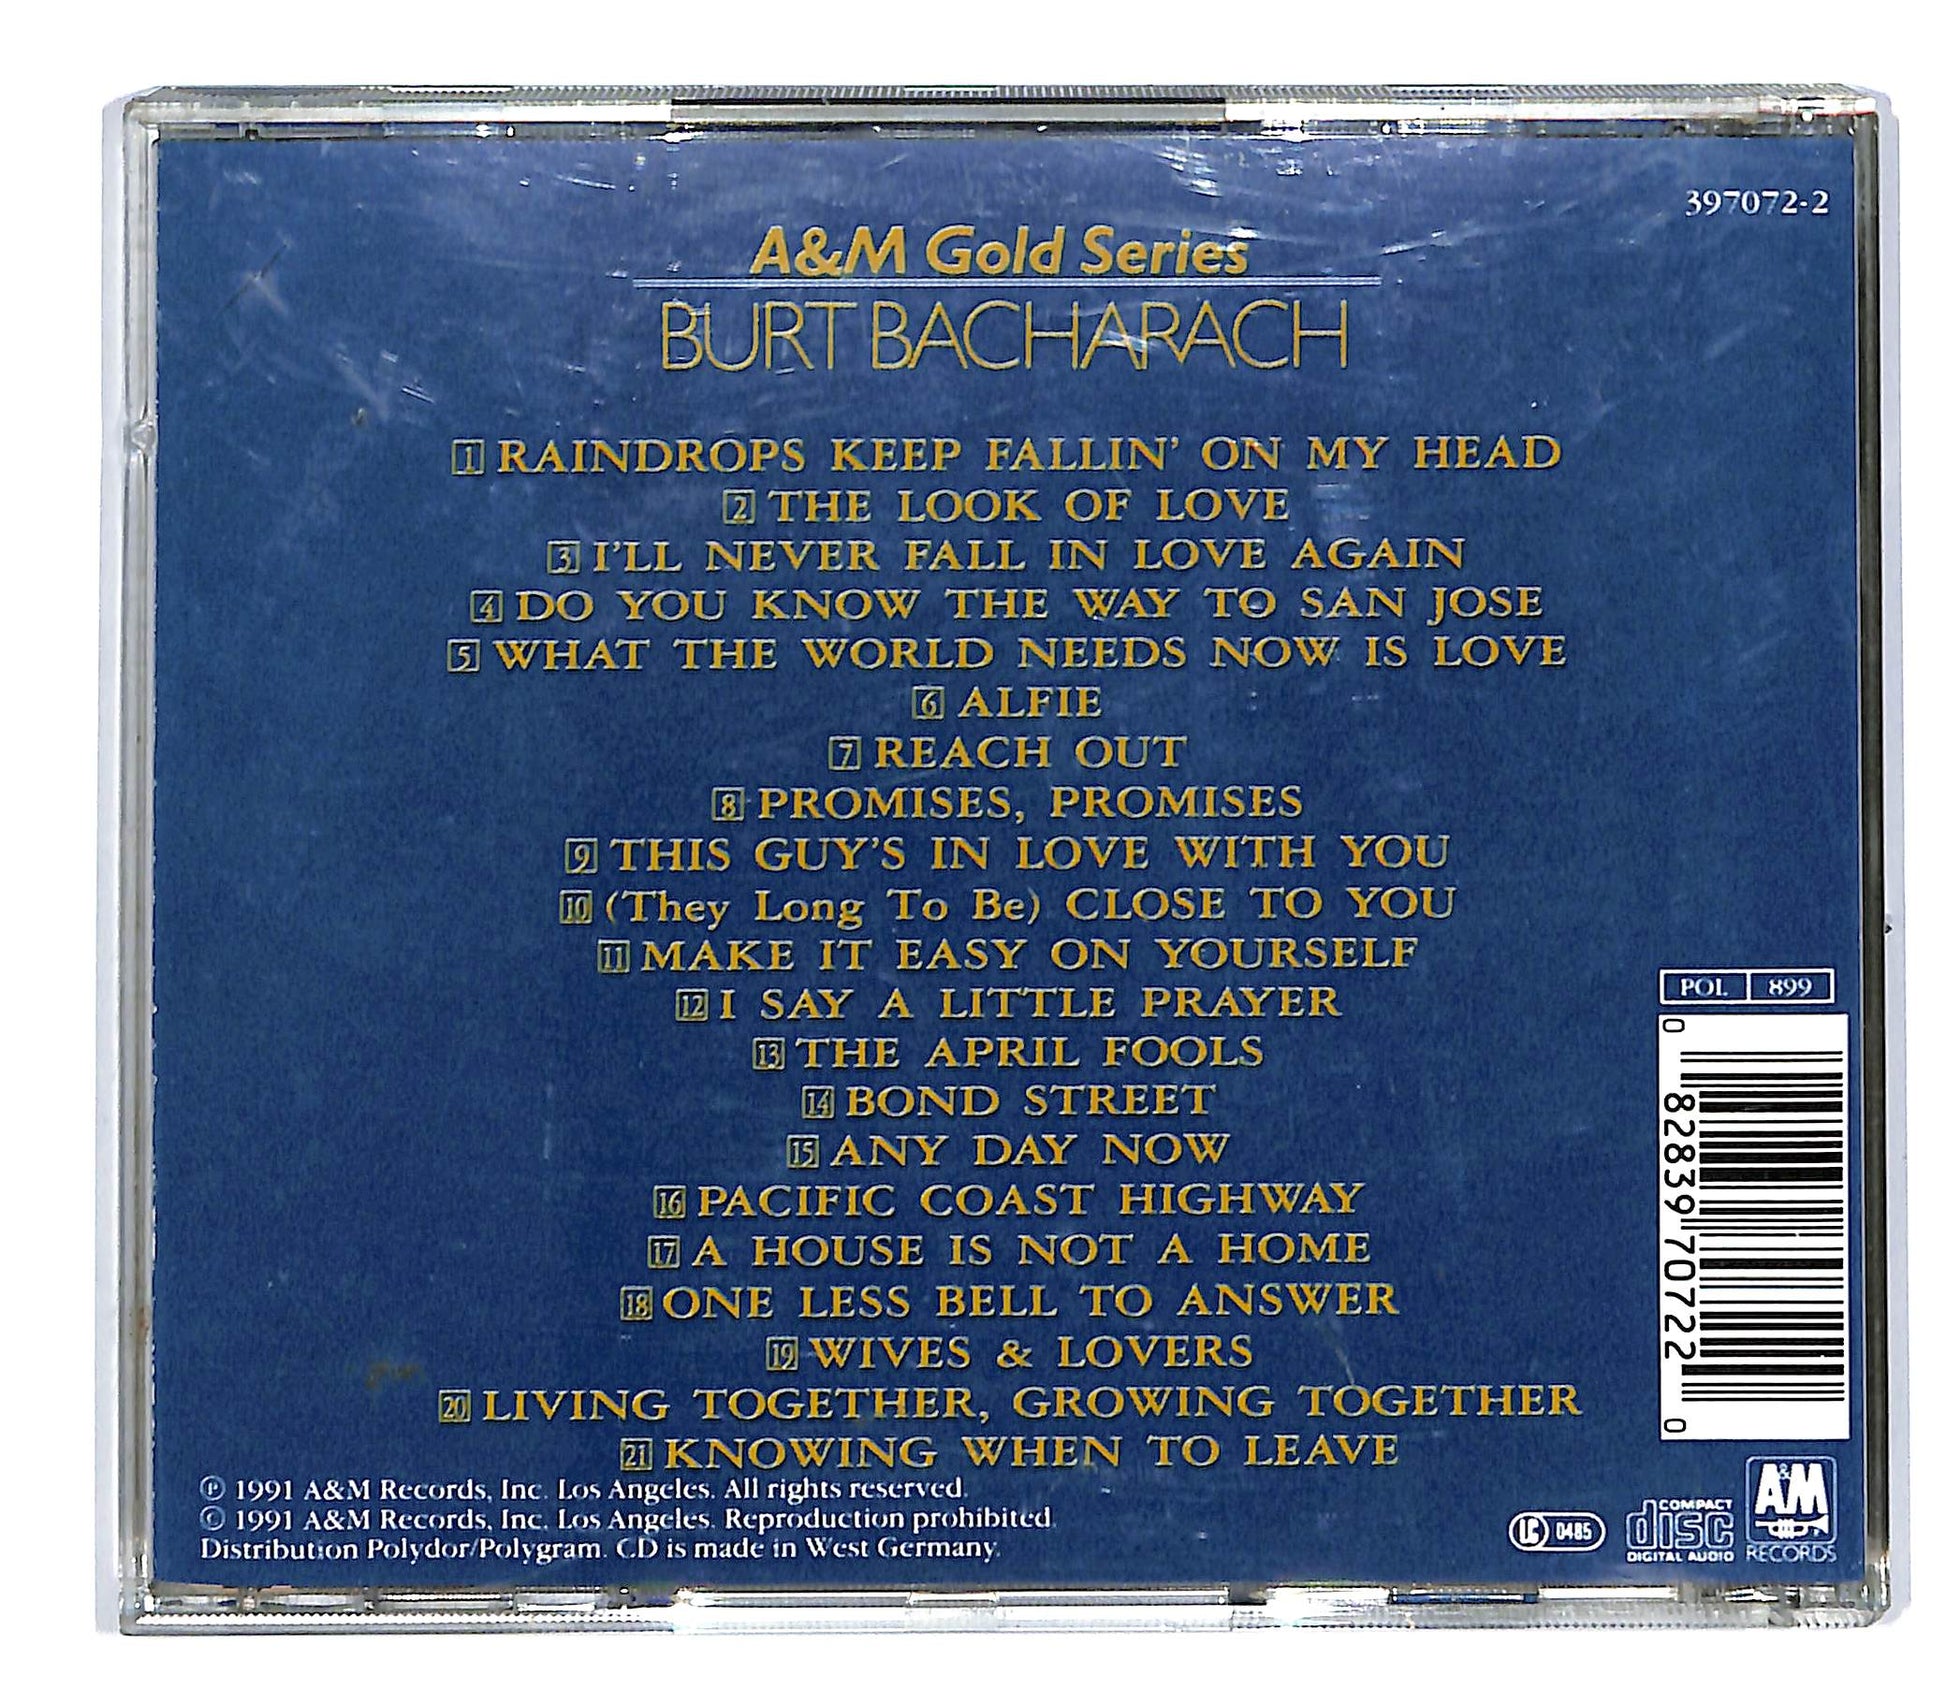 397072-2
A&M Gold Series
BURT BACHARACH
1 RAINDROPS KEEP FALLIN' ON MY HEAD
2 THE LOOK OF LOVE
3 I'LL NEVER FALL IN LOVE AGAIN
4 DO YOU KNOW THE WAY TO SAN JOSE
5 WHAT THE WORLD NEEDS NOW IS LOVE
6 ALFIE
7 REACH OUT
8 PROMISES, PROMISES
9 THIS GUY'S IN LOVE WITH YOU
10 (They Long To Be) CLOSE TO YOU
11 MAKE IT EASY ON YOURSELF
12 I SAY A LITTLE PRAYER
13 THE APRIL FOOLS
14 BOND STREET
15 ANY DAY NOW
16 PACIFIC COAST HIGHWAY
17 A HOUSE IS NOT A HOME
18 ONE LESS BELL TO ANSWER
19 WIVES & LOVERS
20 LIVING TOGETHER, GROWING TOGETHER
21 KNOWING WHEN TO LEAVE
POL 899
0 82839 70722 0
℗ 1991 A&M Records, Inc. Los Angeles. All rights reserved.
© 1991 A&M Records, Inc. Los Angeles. Reproduction prohibited.
Distribution Polydor/Polygram. CD is made in West Germany.
LC 0485
COMPACT
disc
DIGITAL AUDIO
A&M
RECORDS